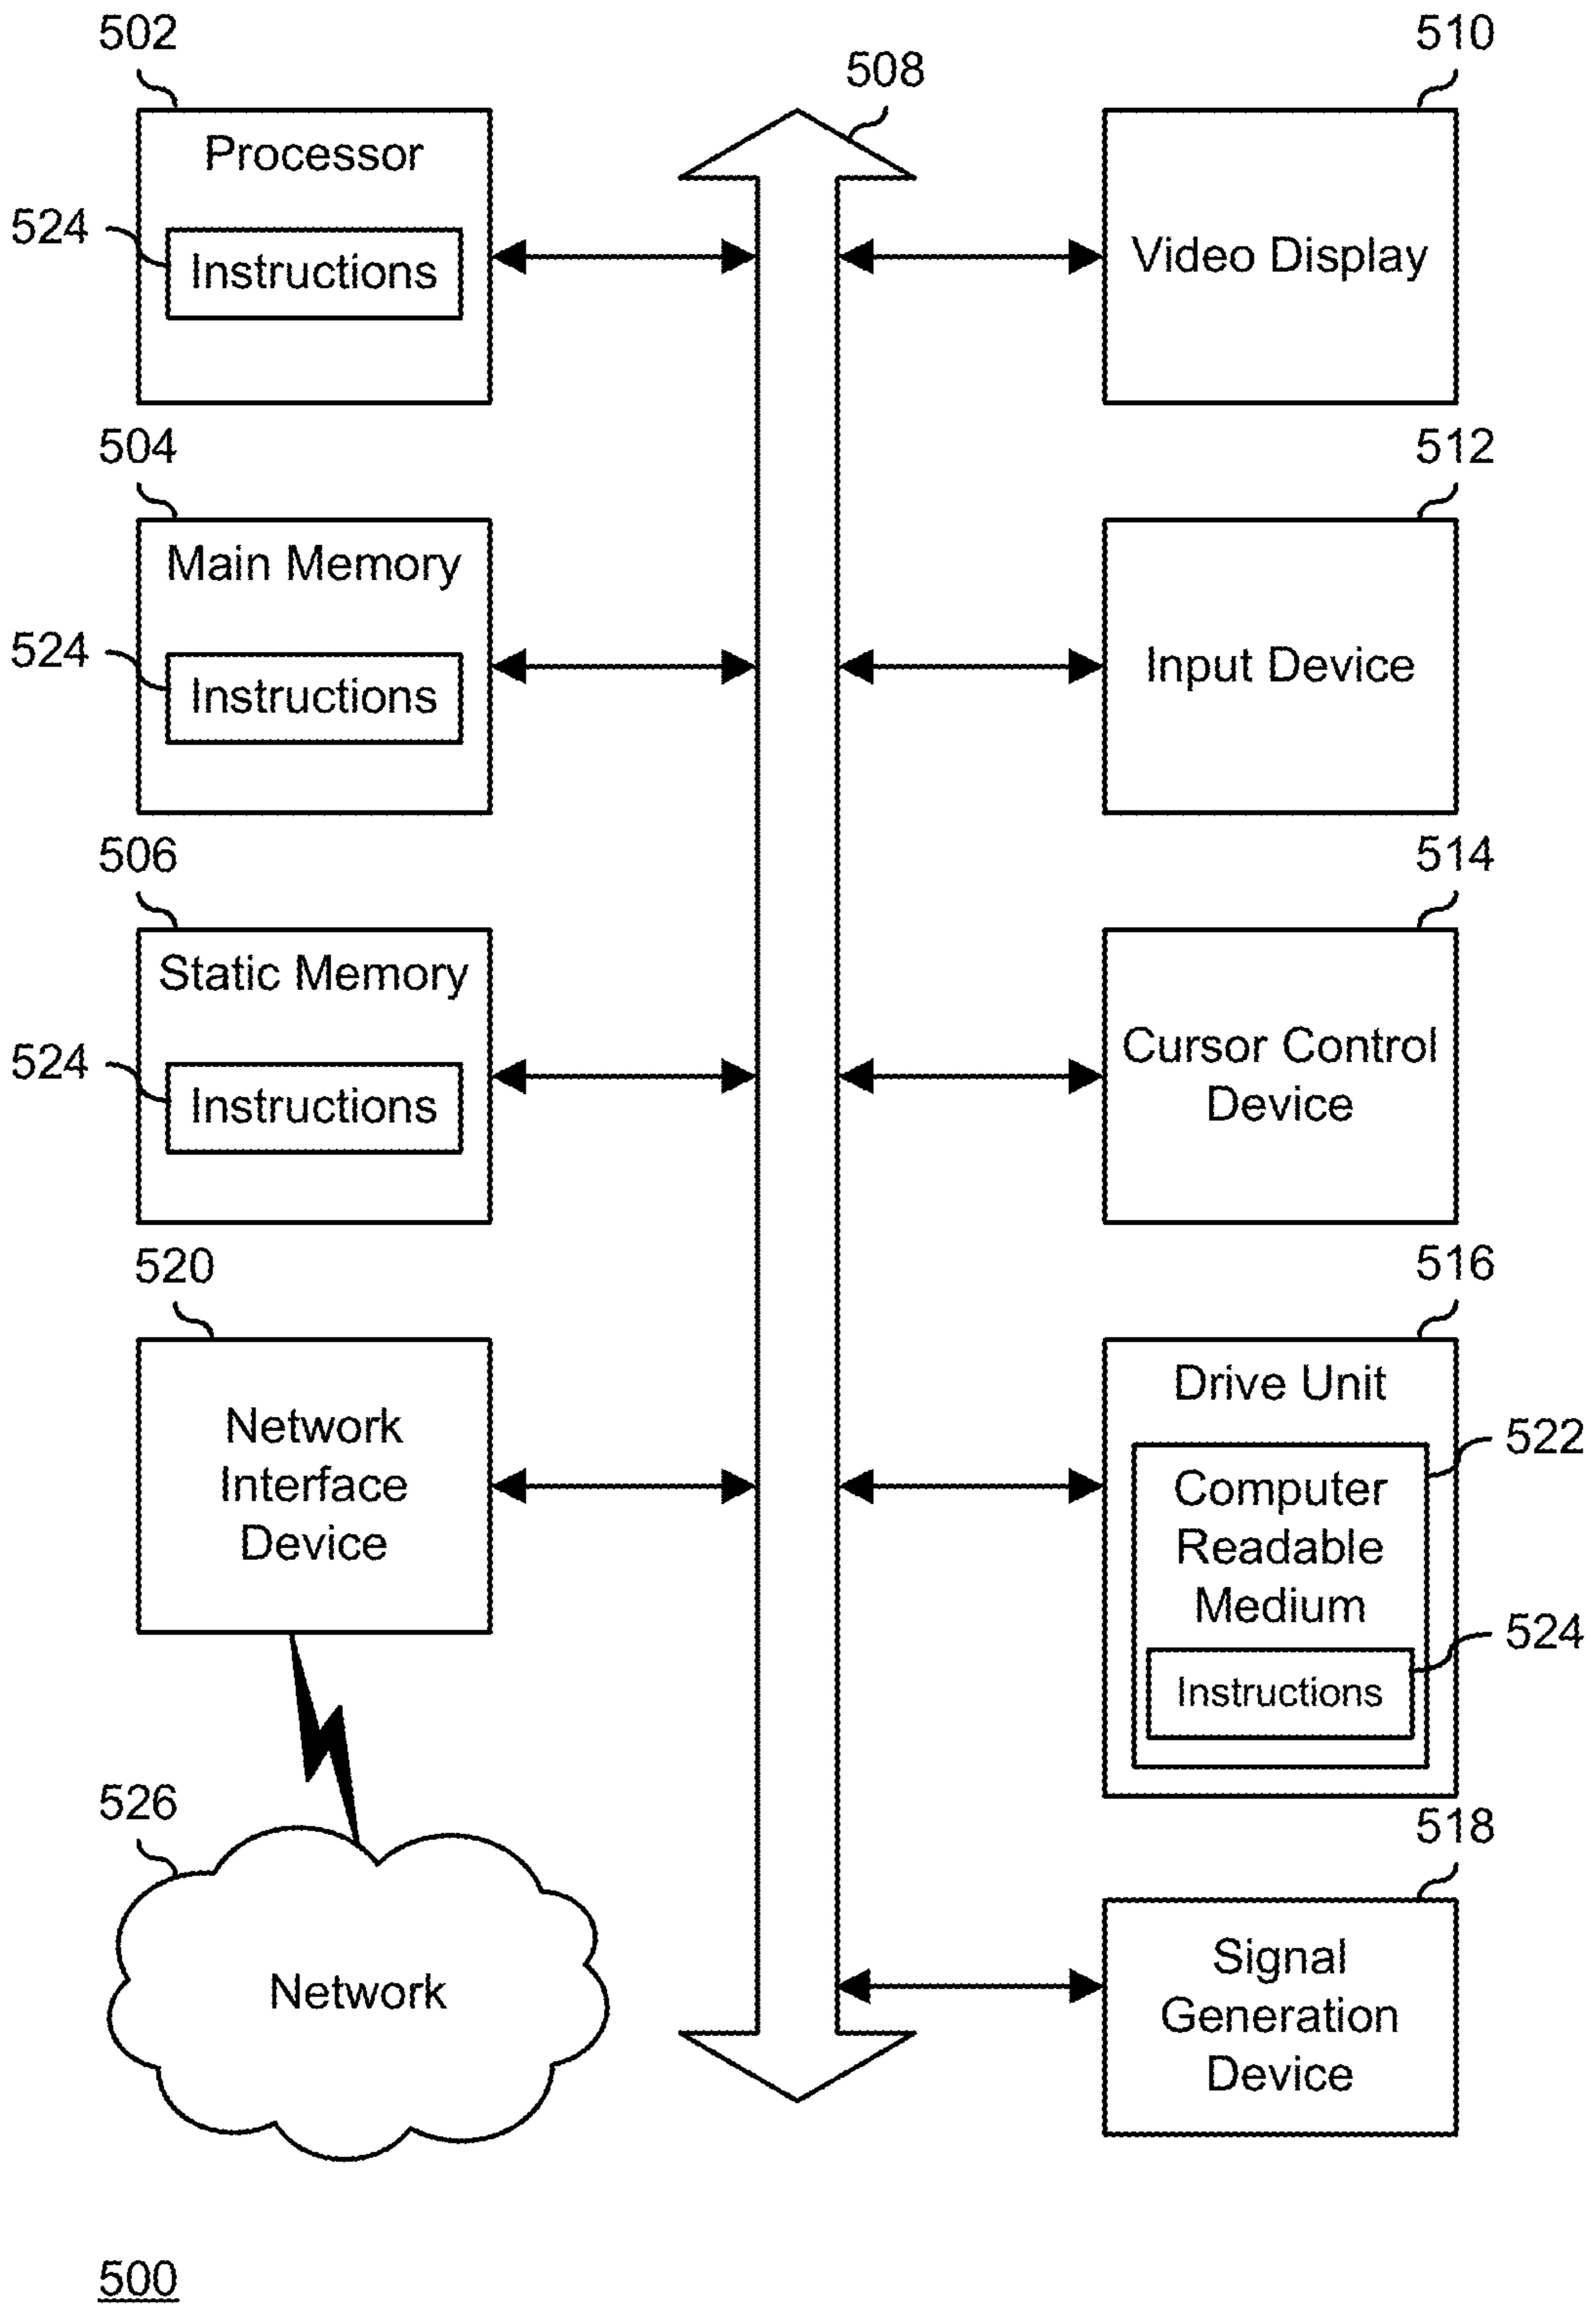 502
Processor
524
Instructions
504
Main Memory
524
Instructions
506
Static Memory
524
Instructions
520
Network
Interface
Device
526
Network
508
510
Video Display
512
Input Device
514
Cursor Control
Device
516
Drive Unit
522
Computer
Readable
Medium
524
Instructions
518
Signal
Generation
Device
500